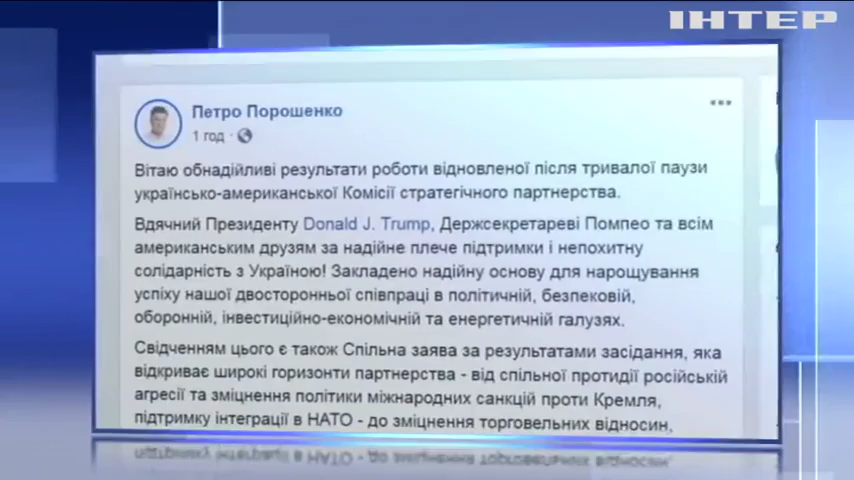 ІНТЕР
Петро Порошенко
1 год ·
Вітаю обнадійливі результати роботи відновленої після тривалої паузи
українсько-американської Комісії стратегічного партнерства.
Вдячний Президенту Donald J. Trump, Держсекретареві Помпео та всім
американським друзям за надійне плече підтримки і непохитну
солідарність з Україною! Закладено надійну основу для нарощування
успіху нашої двосторонньої співпраці в політичній, безпековій,
оборонній, інвестиційно-економічній та енергетичній галузях.
Свідченням цього є також Спільна заява за результатами засідання, яка
відкриває широкі горизонти партнерства - від спільної протидії російській
агресії та зміцнення політики міжнародних санкцій проти Кремля,
підтримку інтеграції в НАТО - до зміцнення торговельних відносин,